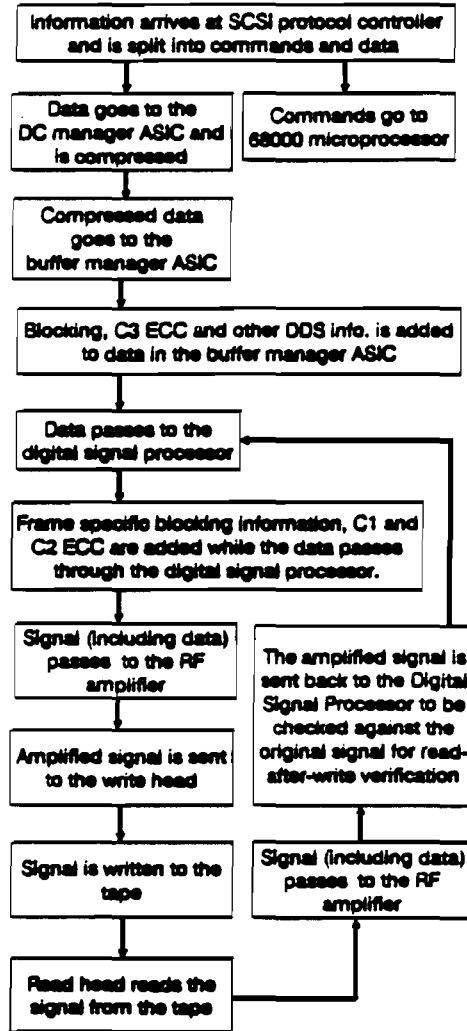 Information arrives at SCSI protocol controller
and is split into commands and data
Data goes to the
DC manager ASIC and
is compressed
Commands go to
68000 microprocessor
Compressed data
goes to the
buffer manager ASIC
Blocking, C3 ECC and other DDS info. is added
to data in the buffer manager ASIC
Data passes to the
digital signal processor
Frame specific blocking information, C1 and
C2 ECC are added while the data passes
through the digital signal processor.
Signal (including data)
passes to the RF
amplifier
Amplified signal is sent
to the write head
Signal is written to the
tape
Read head reads the
signal from the tape
Signal (including data)
passes to the RF
amplifier
The amplified signal is
sent back to the Digital
Signal Processor to be
checked against the
original signal for read-
after-write verification